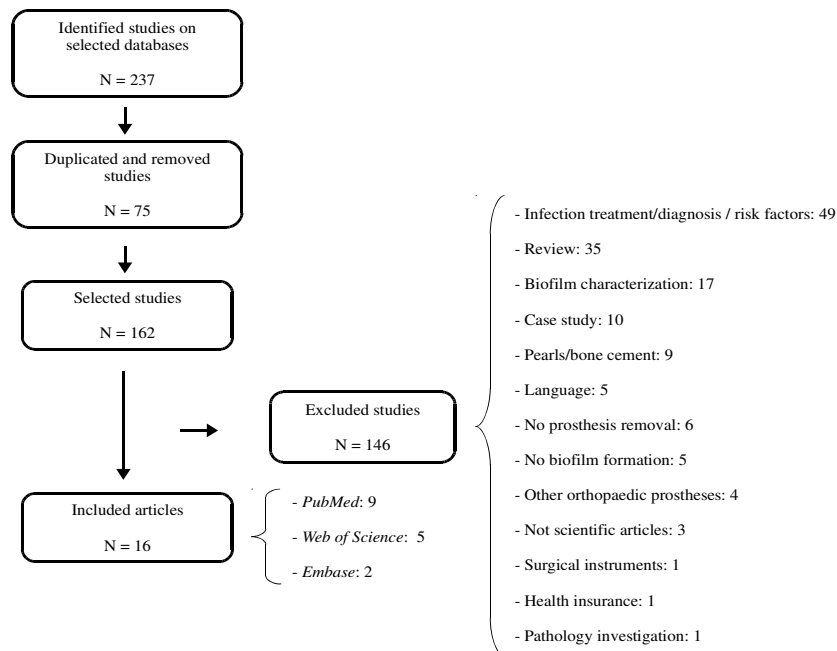 Identified studies on
selected databases
N = 237
Duplicated and removed
studies
N = 75
Selected studies
N = 162
Excluded studies
N = 146
- Infection treatment/diagnosis / risk factors: 49
- Review: 35
- Biofilm characterization: 17
- Case study: 10
- Pearls/bone cement: 9
- Language: 5
- No prosthesis removal: 6
- No biofilm formation: 5
- Other orthopaedic prostheses: 4
- Not scientific articles: 3
- Surgical instruments: 1
- Health insurance: 1
- Pathology investigation: 1
Included articles
N = 16
- PubMed: 9
- Web of Science: 5
- Embase: 2